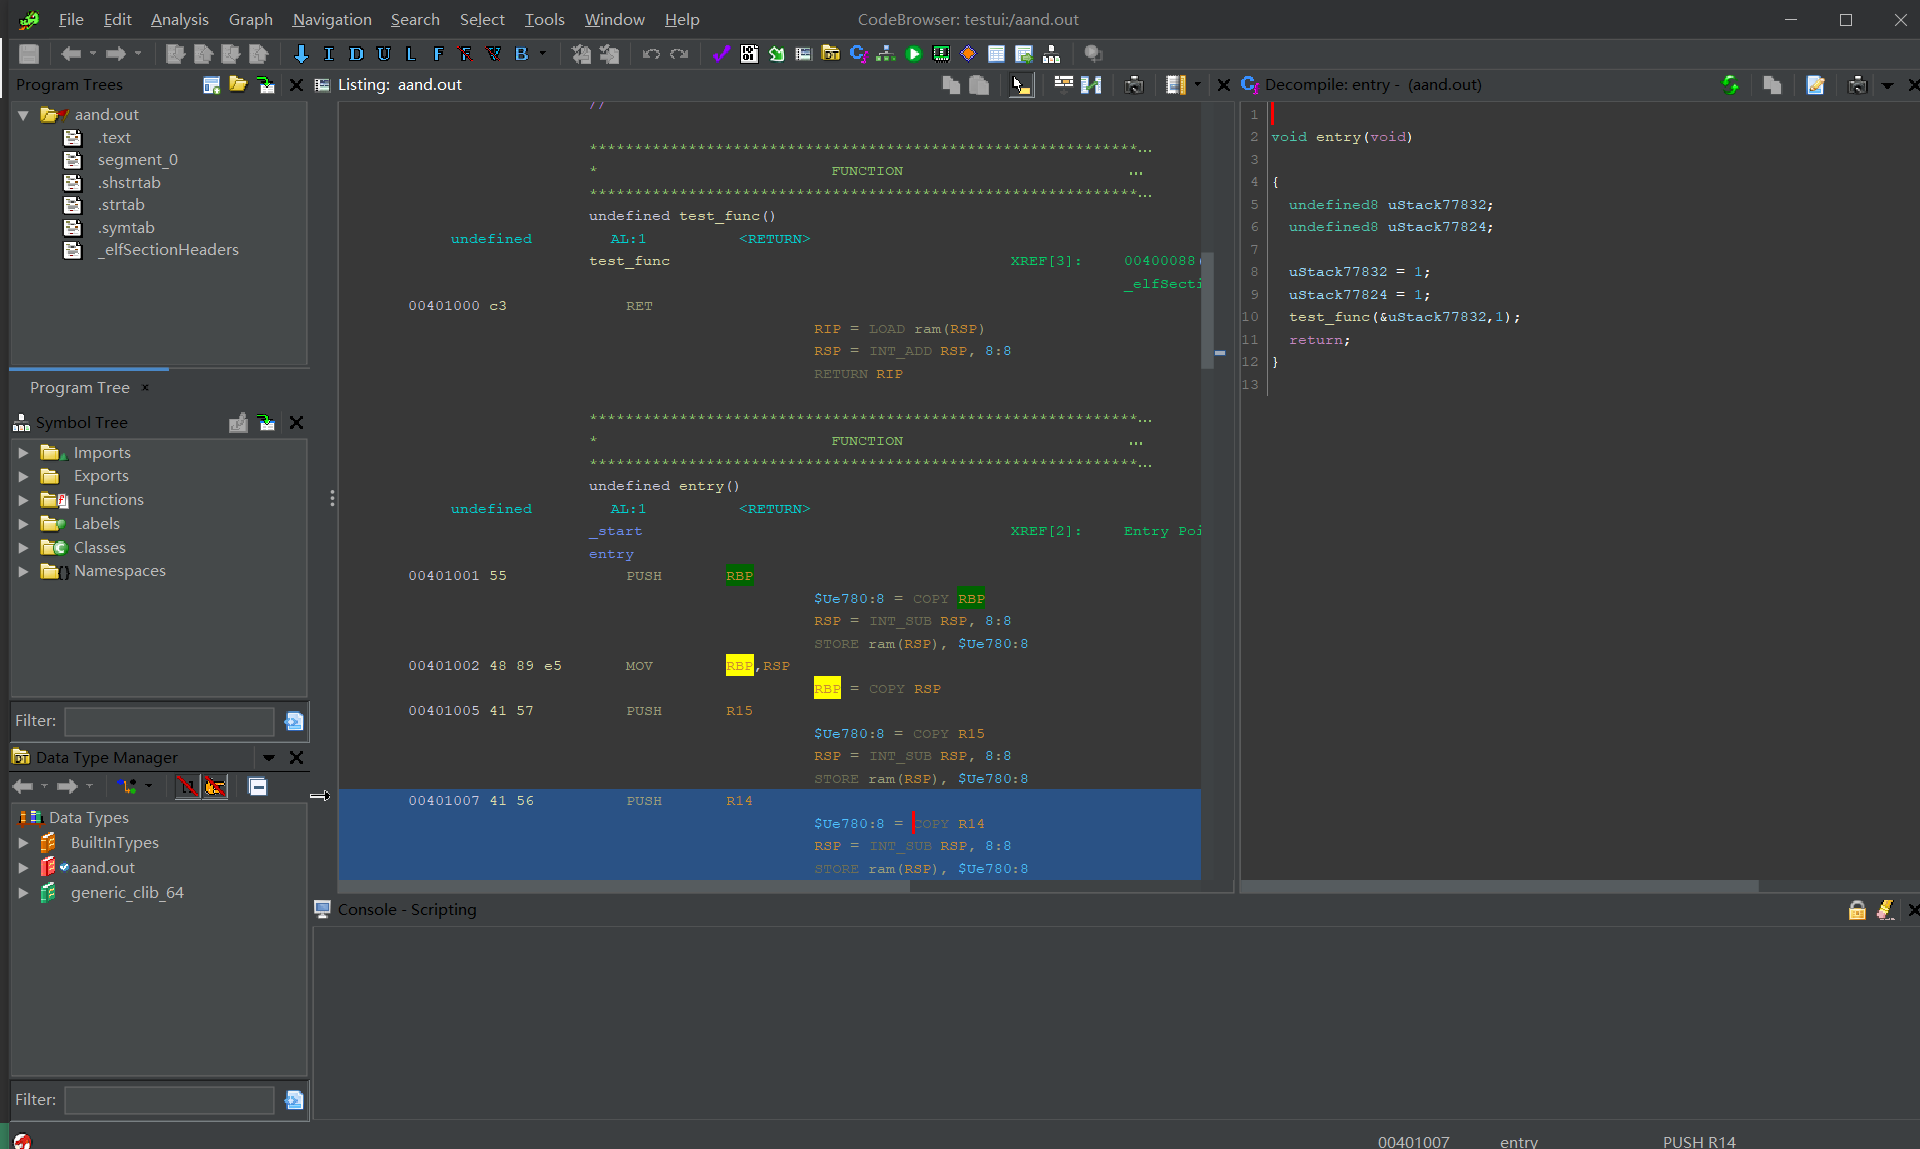 File Edit Analysis Graph Navigation Search Select Tools Window Help
CodeBrowser: testui:/aand.out
I D U L F B
Program Trees
aand.out
.text
segment_0
.shstrtab
.strtab
.symtab
_elfSectionHeaders
Program Tree ×
Symbol Tree
Imports
Exports
Functions
Labels
Classes
Namespaces
Filter:
Data Type Manager
Data Types
BuiltInTypes
aand.out
generic_clib_64
Filter:
Listing: aand.out
//
*************************************************************...
* FUNCTION ...
*************************************************************...
undefined test_func()
undefined AL:1 <RETURN>
test_func XREF[3]: 00400088(
_elfSecti
00401000 c3 RET
RIP = LOAD ram(RSP)
RSP = INT_ADD RSP, 8:8
RETURN RIP
*************************************************************...
* FUNCTION ...
*************************************************************...
undefined entry()
undefined AL:1 <RETURN>
_start XREF[2]: Entry Poi
entry
00401001 55 PUSH RBP
$Ue780:8 = COPY RBP
RSP = INT_SUB RSP, 8:8
STORE ram(RSP), $Ue780:8
00401002 48 89 e5 MOV RBP,RSP
RBP = COPY RSP
00401005 41 57 PUSH R15
$Ue780:8 = COPY R15
RSP = INT_SUB RSP, 8:8
STORE ram(RSP), $Ue780:8
00401007 41 56 PUSH R14
$Ue780:8 = COPY R14
RSP = INT_SUB RSP, 8:8
STORE ram(RSP), $Ue780:8
Decompile: entry - (aand.out)
1
2 void entry(void)
3
4 {
5 undefined8 uStack77832;
6 undefined8 uStack77824;
7
8 uStack77832 = 1;
9 uStack77824 = 1;
10 test_func(&uStack77832,1);
11 return;
12 }
13
Console - Scripting
00401007 entry PUSH R14